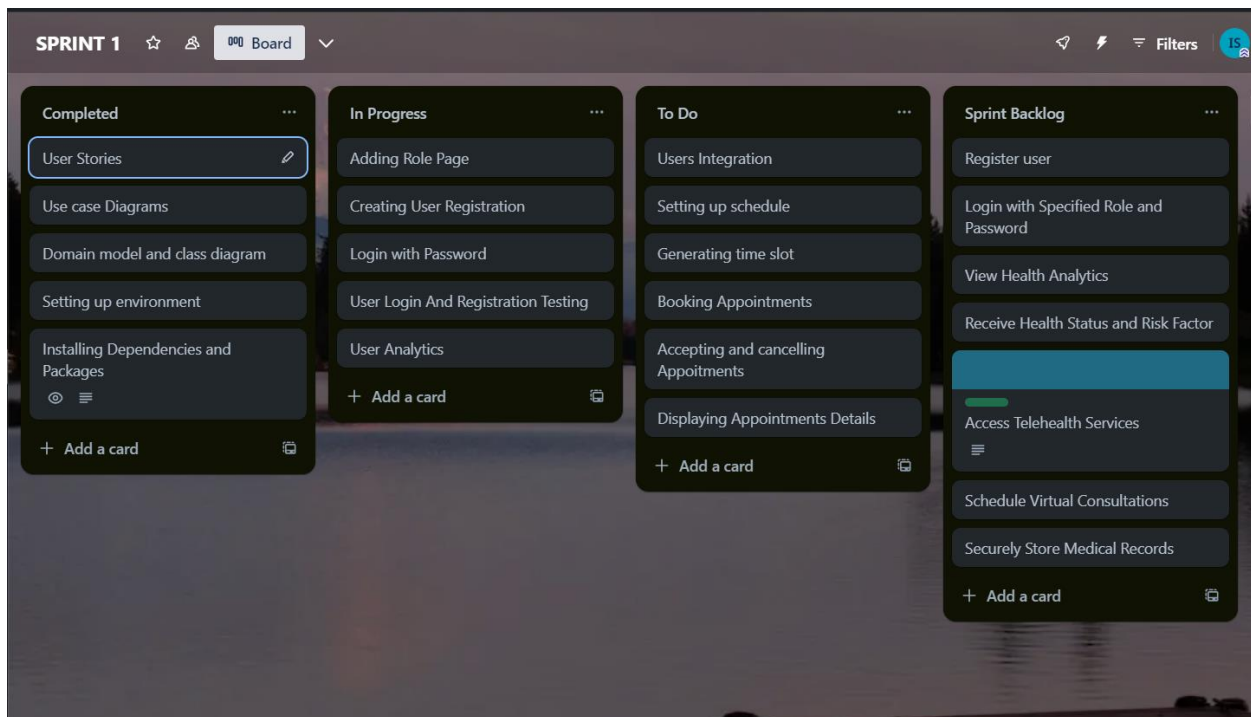 SPRINT 1
Board
Filters
IS
Completed
User Stories
Use case Diagrams
Domain model and class diagram
Setting up environment
Installing Dependencies and
Packages
+ Add a card
In Progress
Adding Role Page
Creating User Registration
Login with Password
User Login And Registration Testing
User Analytics
+ Add a card
To Do
Users Integration
Setting up schedule
Generating time slot
Booking Appointments
Accepting and cancelling
Appoitments
Displaying Appointments Details
+ Add a card
Sprint Backlog
Register user
Login with Specified Role and
Password
View Health Analytics
Receive Health Status and Risk Factor
Access Telehealth Services
Schedule Virtual Consultations
Securely Store Medical Records
+ Add a card